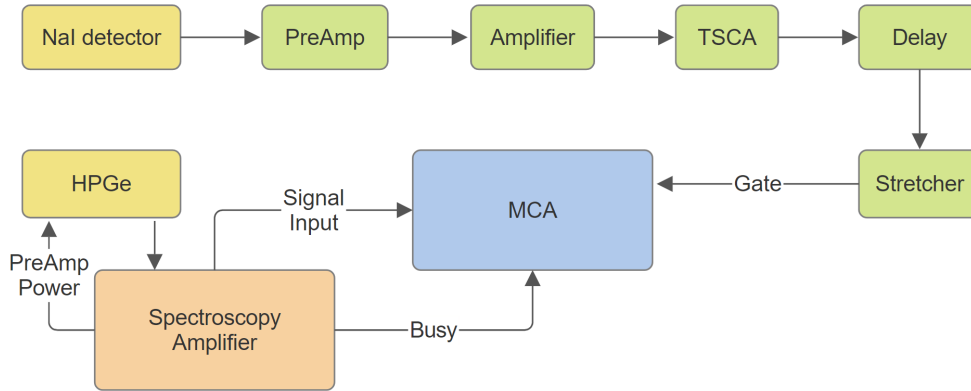 NaI detector
PreAmp
Amplifier
TSCA
Delay
HPGe
Signal
Input
MCA
Gate
Stretcher
PreAmp
Power
Spectroscopy
Amplifier
Busy